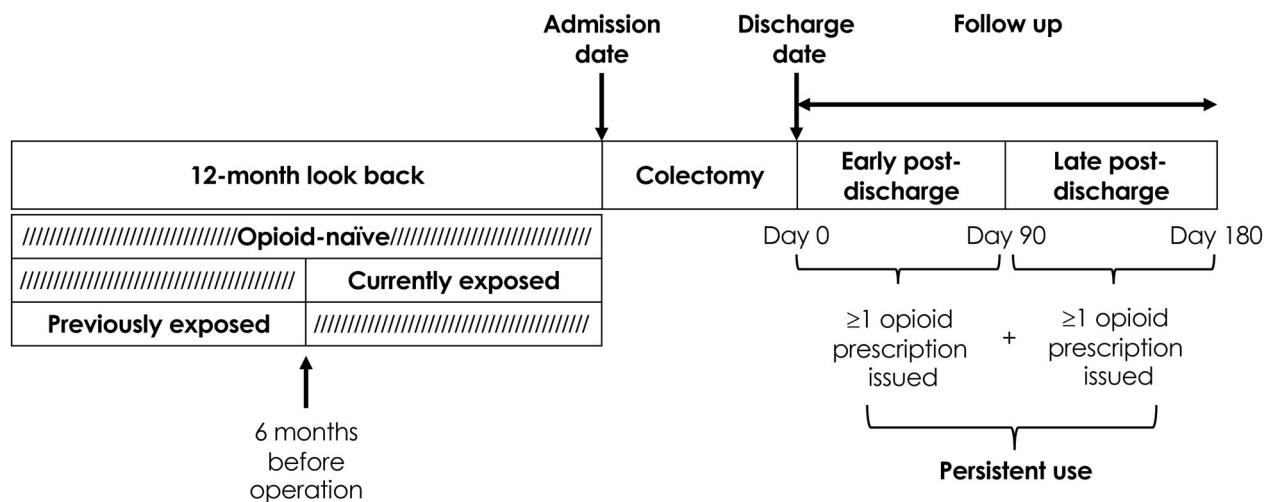 Admission
date
Discharge
date
Follow up
12-month look back
Colectomy
Early post-
discharge
Late post-
discharge
////////////////////////////////Opioid-naïve//////////////////////////////
Day 0
Day 90
Day 180
///////////////////////////////////////// Currently exposed
Previously exposed /////////////////////////////////////////
≥1 opioid
prescription
issued
+
≥1 opioid
prescription
issued
6 months
before
operation
Persistent use